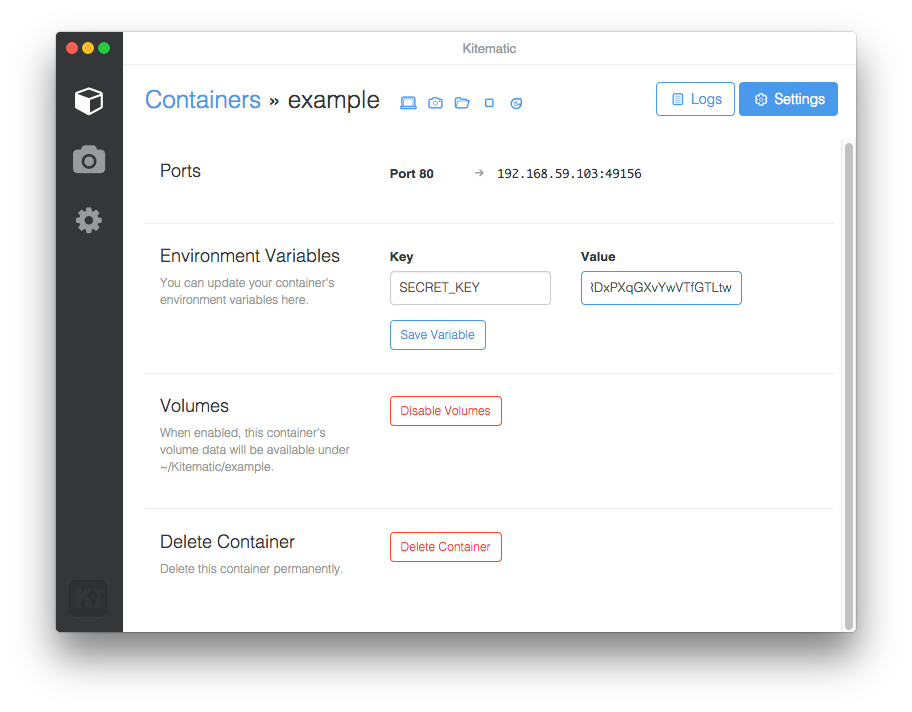 Kitematic
Containers » example
Logs
Settings
Ports
Port 80 → 192.168.59.103:49156
Environment Variables
You can update your container's
environment variables here.
Key
Value
SECRET_KEY
DxPXqGXvYwVTfGTLtw
Save Variable
Volumes
When enabled, this container's
volume data will be available under
~/Kitematic/example.
Disable Volumes
Delete Container
Delete this container permanently.
Delete Container